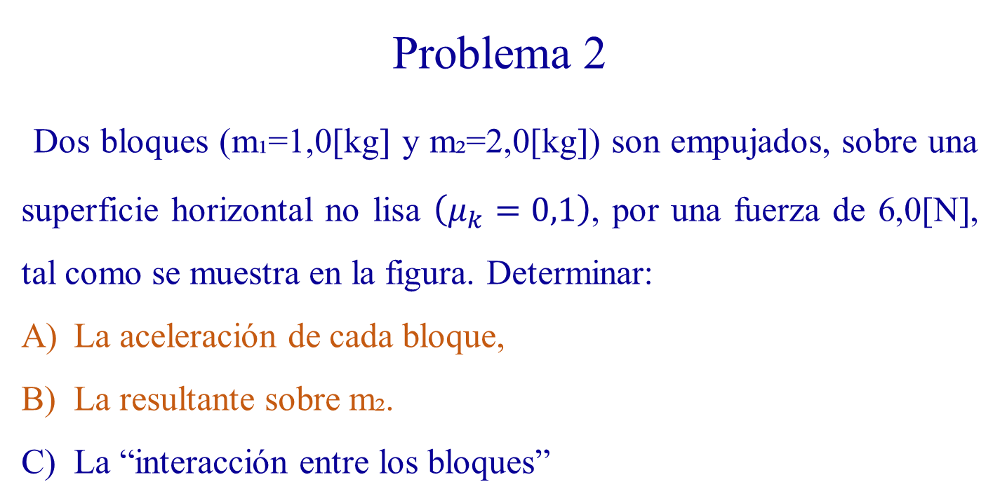 Problema 2
Dos bloques (m₁=1,0[kg] y m₂=2,0[kg]) son empujados, sobre una
superficie horizontal no lisa (𝜇ₖ = 0,1), por una fuerza de 6,0[N],
tal como se muestra en la figura. Determinar:
A) La aceleración de cada bloque,
B) La resultante sobre m₂.
C) La “interacción entre los bloques”